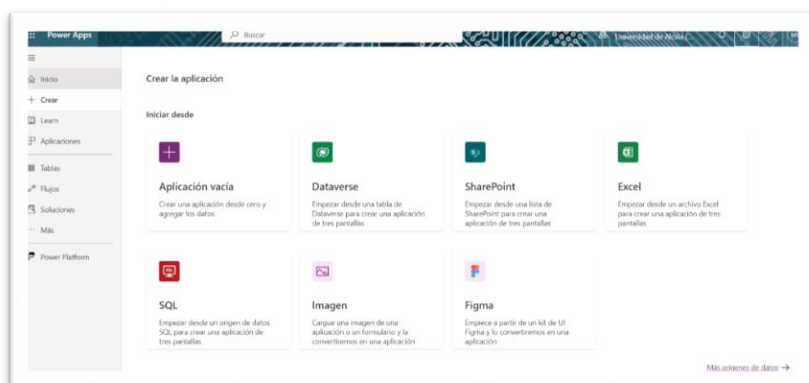 Power Apps
Buscar
Universidad de Alcalá
Inicio
Crear
Learn
Aplicaciones
Tablas
Flujos
Soluciones
Más
Power Platform
Crear la aplicación
Iniciar desde
Aplicación vacía
Crear una aplicación desde cero y
agregar los datos
Dataverse
Empezar desde una tabla de
Dataverse para crear una aplicación
de tres pantallas
SharePoint
Empezar desde una lista de
SharePoint para crear una
aplicación de tres pantallas
Excel
Empezar desde un archivo Excel
para crear una aplicación de tres
pantallas
SQL
Empezar desde un origen de datos
SQL para crear una aplicación de
tres pantallas
Imagen
Cargue una imagen de una
aplicación o un formulario y la
convertiremos en una aplicación
Figma
Empiece a partir de un kit de UI
Figma y lo convertiremos en una
aplicación
Más orígenes de datos →